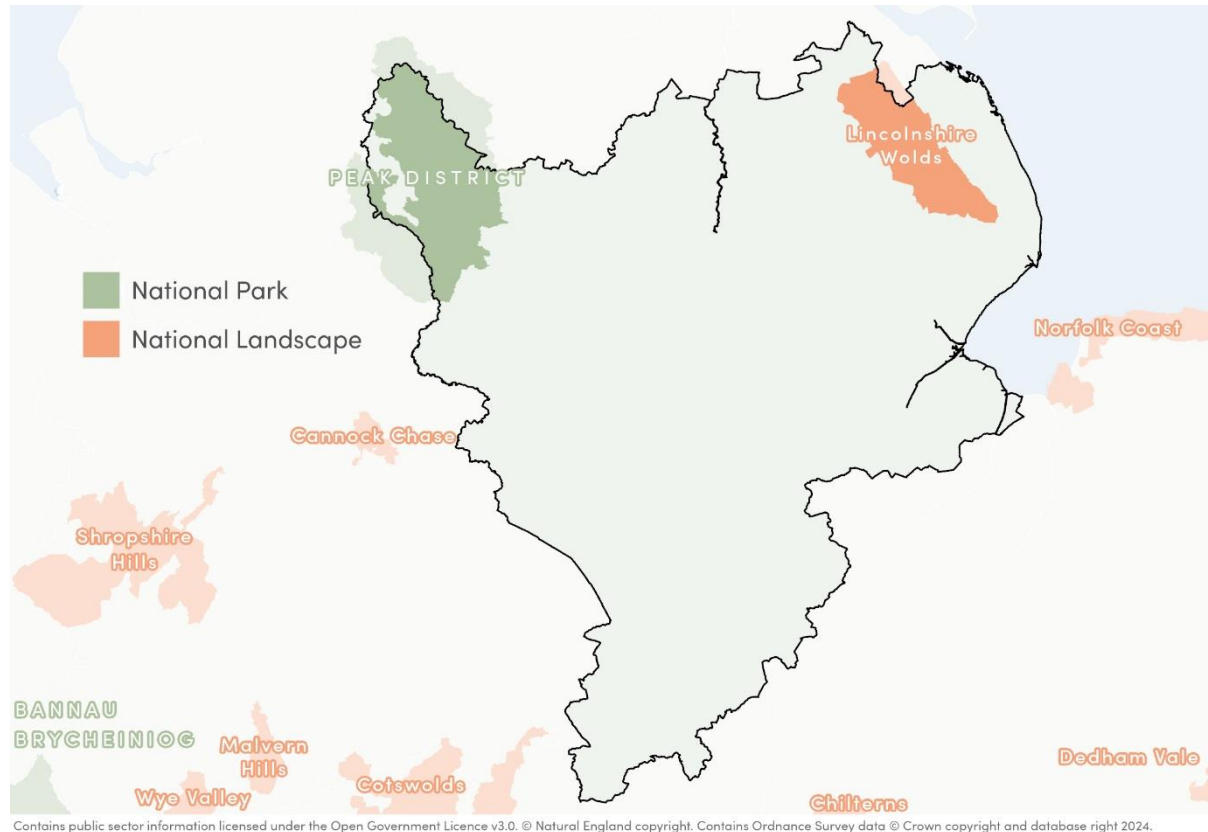 Lincolnshire
Wolds
PEAK DISTRICT
National Park
National Landscape
Norfolk Coast
Cannock Chase
Shropshire
Hills
BANNAU
BRYCHEINIOG
Malvern
Hills
Wye Valley
Cotswolds
Chilterns
Dedham Vale
Contains public sector information licensed under the Open Government Licence v3.0. © Natural England copyright. Contains Ordnance Survey data © Crown copyright and database right 2024.